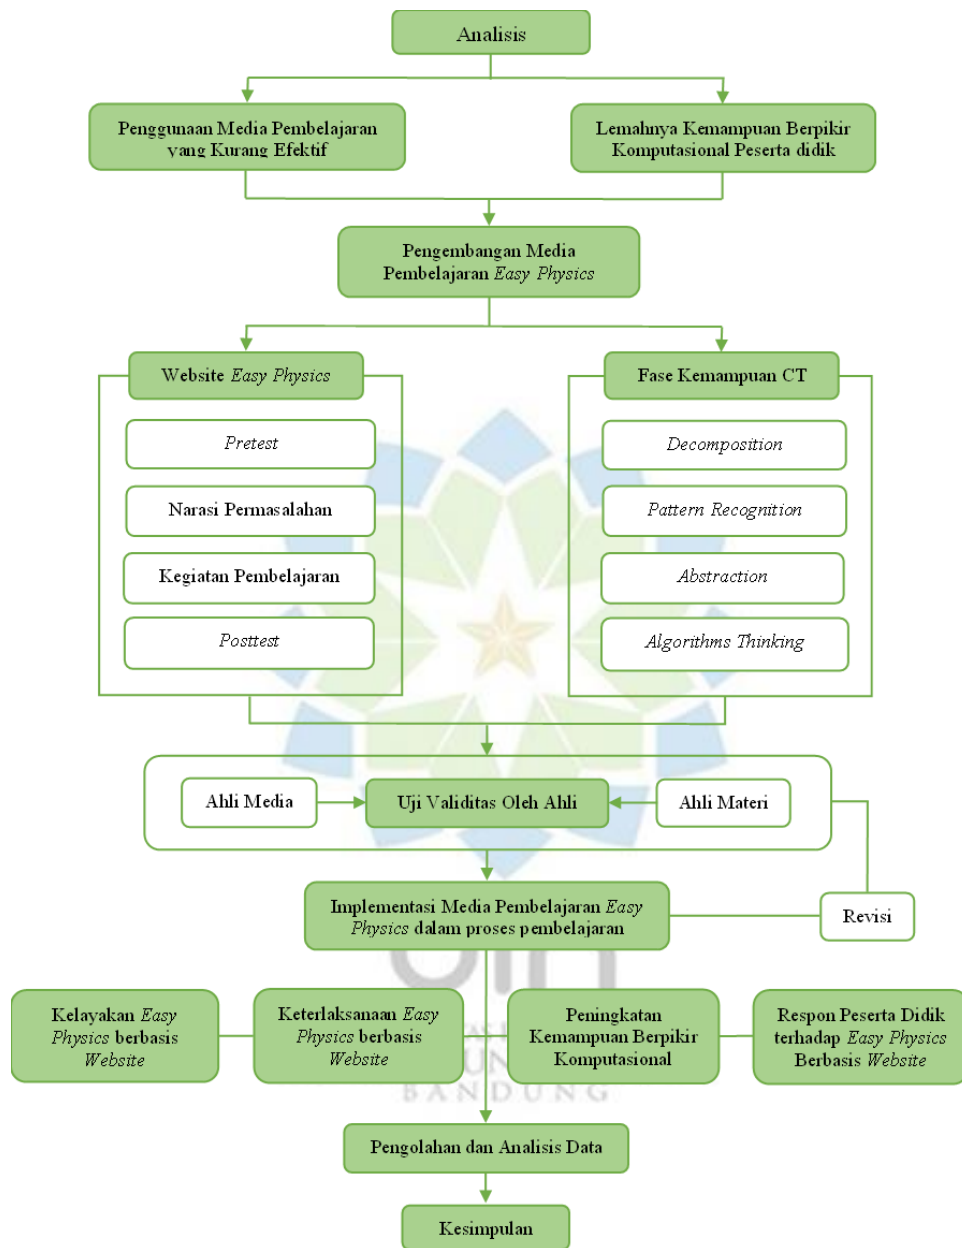 Analisis
Penggunaan Media Pembelajaran
yang Kurang Efektif
Lemahnya Kemampuan Berpikir
Komputasional Peserta didik
Pengembangan Media
Pembelajaran Easy Physics
Website Easy Physics
Pretest
Narasi Permasalahan
Kegiatan Pembelajaran
Posttest
Fase Kemampuan CT
Decomposition
Pattern Recognition
Abstraction
Algorithms Thinking
Ahli Media
Uji Validitas Oleh Ahli
Ahli Materi
Implementasi Media Pembelajaran Easy
Physics dalam proses pembelajaran
Revisi
Kelayakan Easy
Physics berbasis
Website
Keterlaksanaan Easy
Physics berbasis
Website
Peningkatan
Kemampuan Berpikir
Komputasional
Respon Peserta Didik
terhadap Easy Physics
Berbasis Website
BANDUNG
Pengolahan dan Analisis Data
Kesimpulan